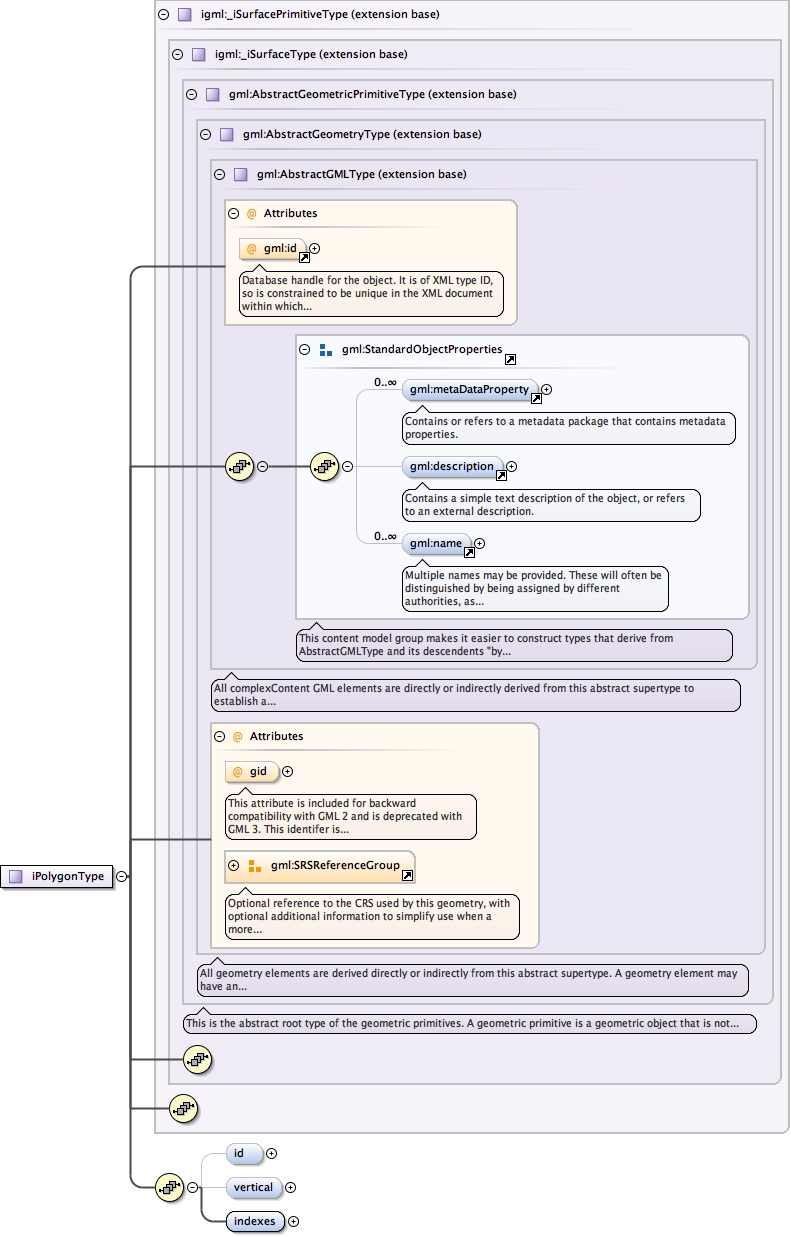 igml:_iSurfacePrimitiveType (extension base)
igml:_iSurfaceType (extension base)
gml:AbstractGeometricPrimitiveType (extension base)
gml:AbstractGeometryType (extension base)
gml:AbstractGMLType (extension base)
@ Attributes
@ gml:id
Database handle for the object. It is of XML type ID,
so is constrained to be unique in the XML document
within which...
gml:StandardObjectProperties
0..∞
gml:metaDataProperty
Contains or refers to a metadata package that contains metadata
properties.
gml:description
Contains a simple text description of the object, or refers
to an external description.
0..∞
gml:name
Multiple names may be provided. These will often be
distinguished by being assigned by different
authorities, as...
This content model group makes it easier to construct types that derive from
AbstractGMLType and its descendents "by...
All complexContent GML elements are directly or indirectly derived from this abstract supertype to
establish a...
@ Attributes
@ gid
This attribute is included for backward
compatibility with GML 2 and is deprecated with
GML 3. This identifer is...
gml:SRSReferenceGroup
Optional reference to the CRS used by this geometry, with
optional additional information to simplify use when a
more...
iPolygonType
All geometry elements are derived directly or indirectly from this abstract supertype. A geometry element may
have an...
This is the abstract root type of the geometric primitives. A geometric primitive is a geometric object that is not...
id
vertical
indexes